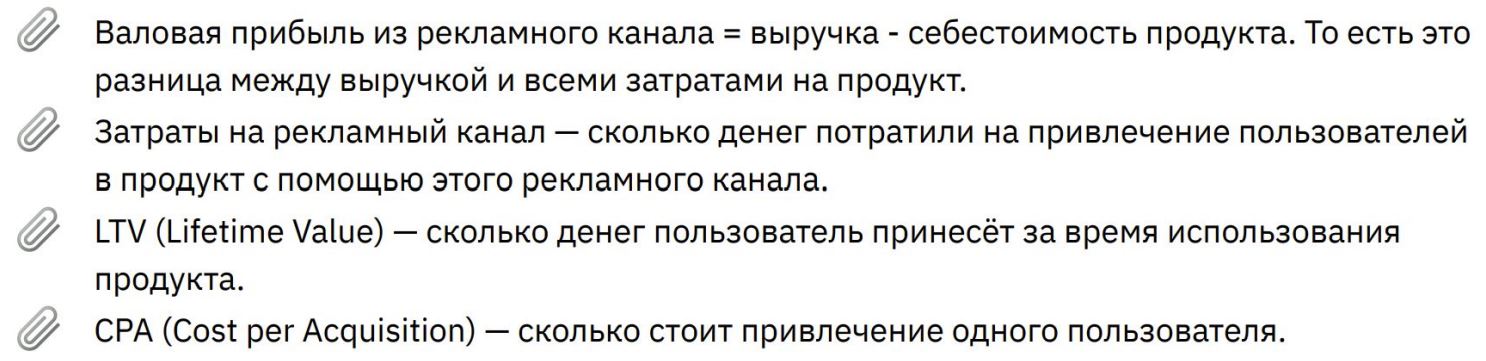 Валовая прибыль из рекламного канала = выручка - себестоимость продукта. То есть это
разница между выручкой и всеми затратами на продукт.
Затраты на рекламный канал — сколько денег потратили на привлечение пользователей
в продукт с помощью этого рекламного канала.
LTV (Lifetime Value) — сколько денег пользователь принесёт за время использования
продукта.
CPA (Cost per Acquisition) — сколько стоит привлечение одного пользователя.